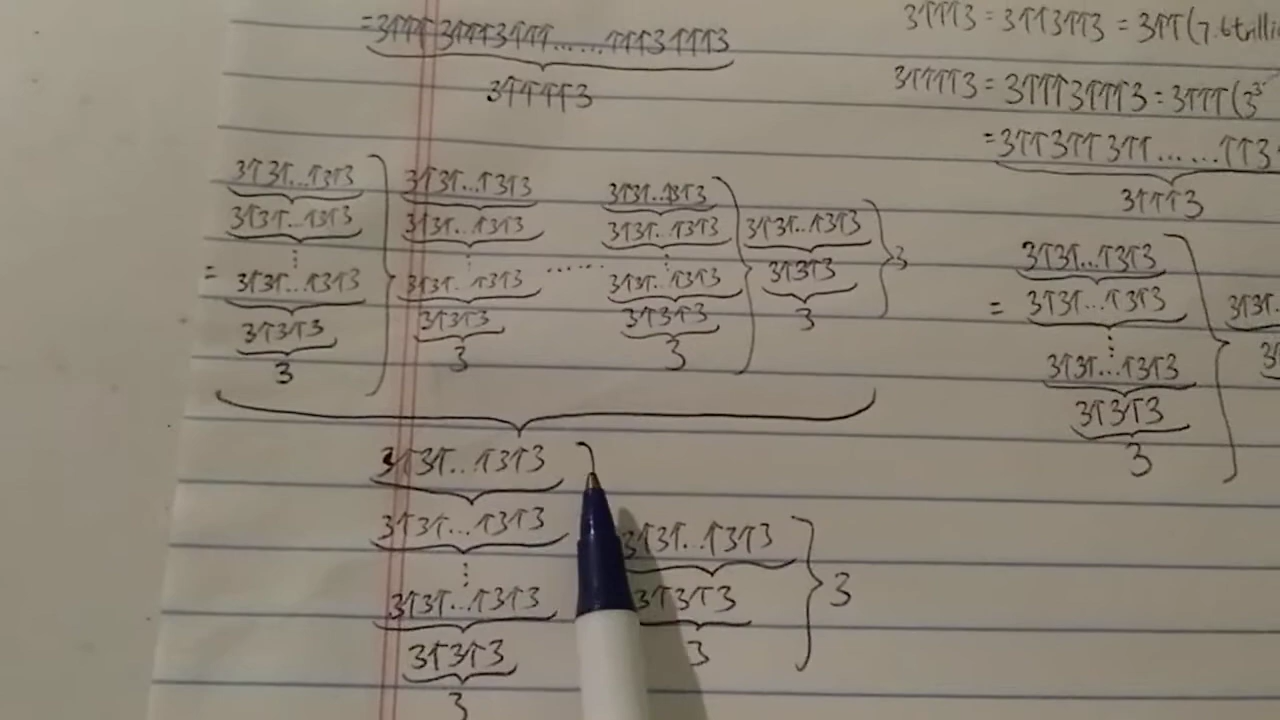 =3↑↑↑ 3↑↑↑3↑↑↑......↑↑↑3↑↑↑3
3↑↑↑↑3
3↑↑↑3 = 3↑↑3↑↑3 = 3↑↑(7.6trilli
3↑↑↑↑3 = 3↑↑↑3↑↑↑3 = 3↑↑↑(3³
=3↑↑3↑↑3↑↑......↑↑3
3↑↑↑3
3↑3↑...↑3↑3 3↑3↑...↑3↑3 3↑3↑..↑3↑3
3↑3↑...↑3↑3 3↑3↑...↑3↑3 3↑3↑...↑3↑3 3↑3↑..↑3↑3
⋮ ⋮ ⋮
= 3↑3↑...↑3↑3 3↑3↑...↑3↑3 ...... 3↑3↑...↑3↑3 3↑3↑3 3
3↑3↑3 3↑3↑3 3↑3↑3 3
3 3 3
3↑3↑..↑3↑3
3↑3↑...↑3↑3 3↑3↑...↑3↑3
⋮
3↑3↑...↑3↑3 3↑3↑3 3
3↑3↑3 3
3
3↑3↑...↑3↑3
= 3↑3↑...↑3↑3 3↑3↑..
⋮
3↑3↑...↑3↑3
3↑3↑3
3